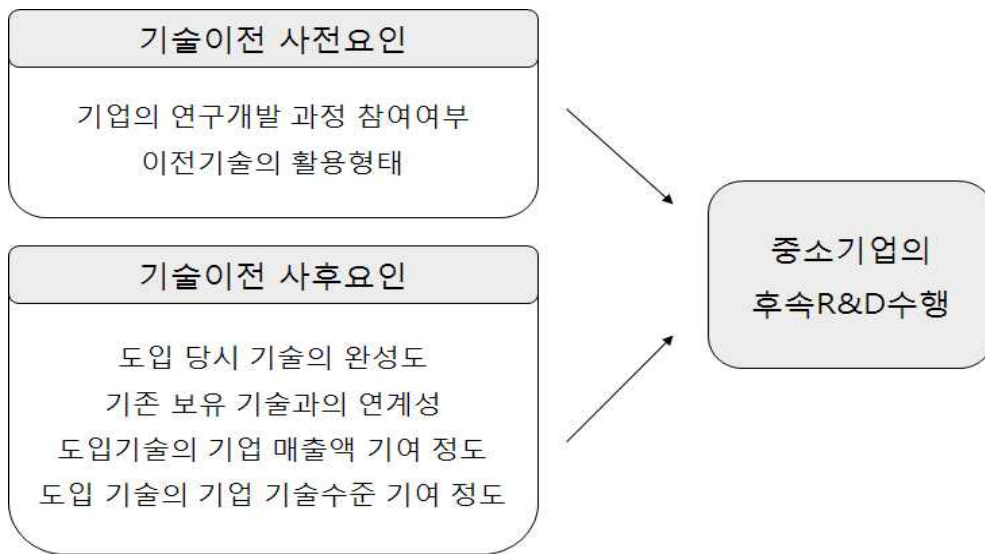 기술이전 사전요인
기업의 연구개발 과정 참여여부
이전기술의 활용형태
기술이전 사후요인
도입 당시 기술의 완성도
기존 보유 기술과의 연계성
도입기술의 기업 매출액 기여 정도
도입 기술의 기업 기술수준 기여 정도
중소기업의
후속R&D수행